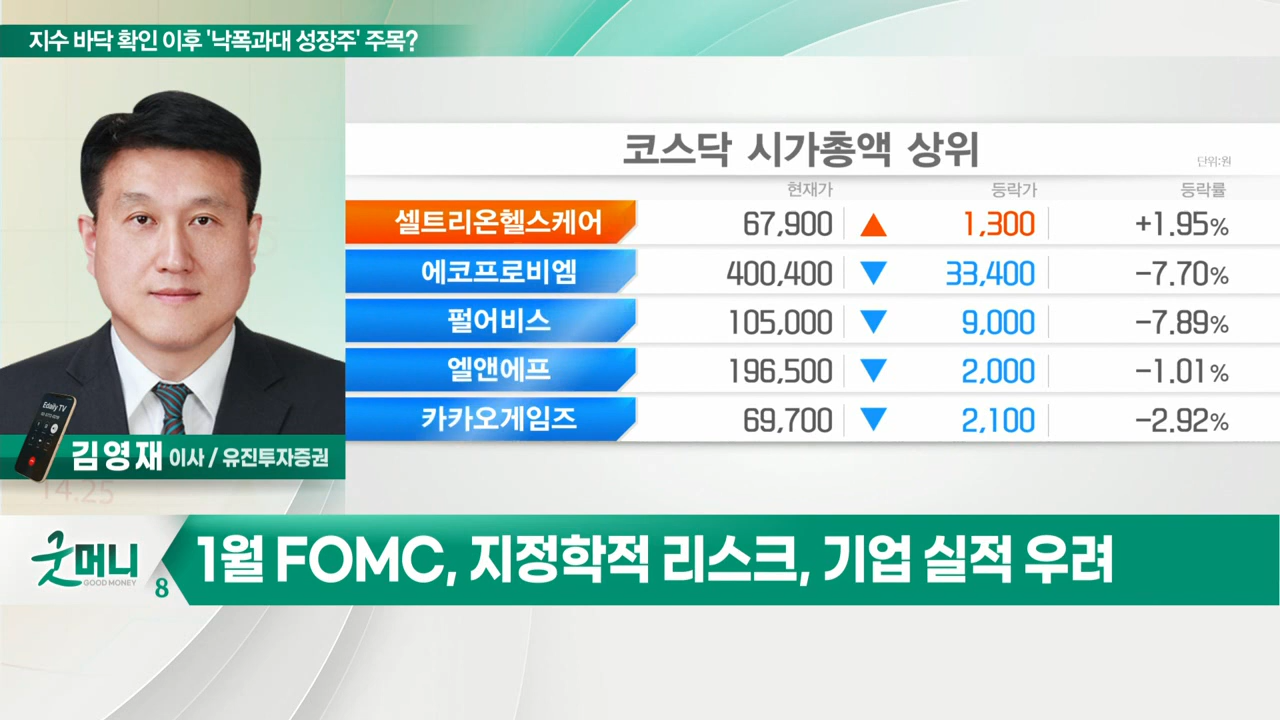 지수 바닥 확인 이후 '낙폭과대 성장주' 주목?
코스닥 시가총액 상위
단위:원
현재가 등락가 등락률
셀트리온헬스케어 67,900 ▲ 1,300 +1.95%
에코프로비엠 400,400 ▼ 33,400 -7.70%
펄어비스 105,000 ▼ 9,000 -7.89%
엘앤에프 196,500 ▼ 2,000 -1.01%
카카오게임즈 69,700 ▼ 2,100 -2.92%
Edaily TV
김영재 이사 / 유진투자증권
14.25
굿머니
GOOD MONEY
8
1월 FOMC, 지정학적 리스크, 기업 실적 우려